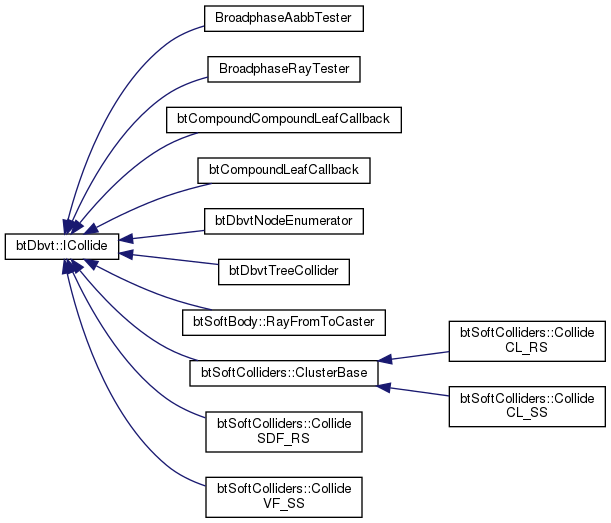 BroadphaseAabbTester
BroadphaseRayTester
btCompoundCompoundLeafCallback
btCompoundLeafCallback
btDbvtNodeEnumerator
btDbvt::ICollide
btDbvtTreeCollider
btSoftBody::RayFromToCaster
btSoftColliders::Collide
CL_RS
btSoftColliders::ClusterBase
btSoftColliders::Collide
CL_SS
btSoftColliders::Collide
SDF_RS
btSoftColliders::Collide
VF_SS